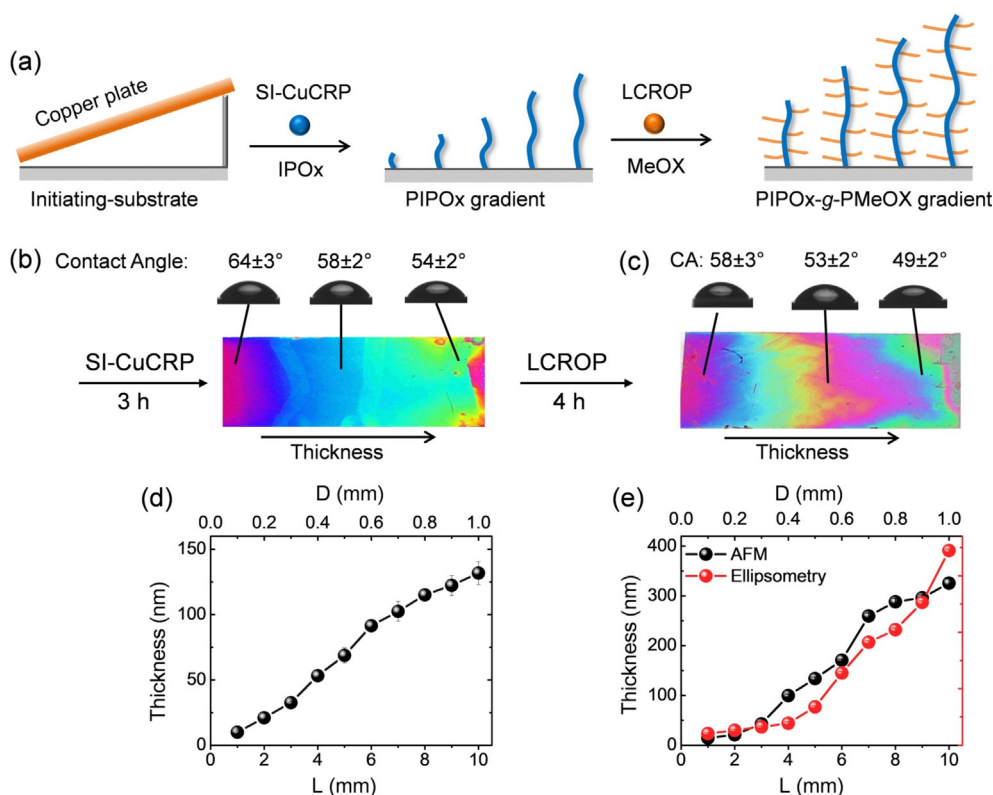 (a)
Copper plate
Initiating-substrate
SI-CuCRP
IPOx
PIPOx gradient
LCROP
MeOX
PIPOx-g-PMeOX gradient
(b) Contact Angle: 64±3° 58±2° 54±2°
SI-CuCRP
3 h
Thickness
(c) CA: 58±3° 53±2° 49±2°
LCROP
4 h
Thickness
(d)
D (mm)
0.0 0.2 0.4 0.6 0.8 1.0
150
100
50
0
Thickness (nm)
0 2 4 6 8 10
L (mm)
(e)
D (mm)
0.0 0.2 0.4 0.6 0.8 1.0
AFM
Ellipsometry
400
300
200
100
0
Thickness (nm)
0 2 4 6 8 10
L (mm)